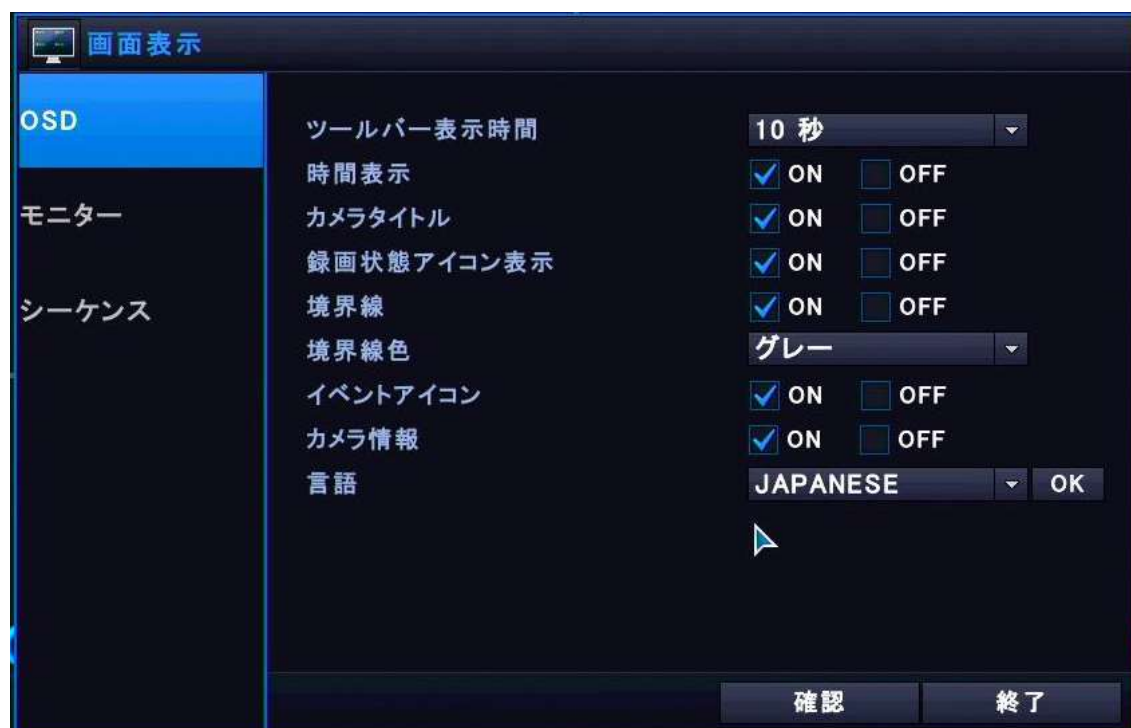 画面表示
OSD
モニター
シーケンス
ツールバー表示時間 10 秒
時間表示 ON OFF
カメラタイトル ON OFF
録画状態アイコン表示 ON OFF
境界線 ON OFF
境界線色 グレー
イベントアイコン ON OFF
カメラ情報 ON OFF
言語 JAPANESE OK
確認 終了